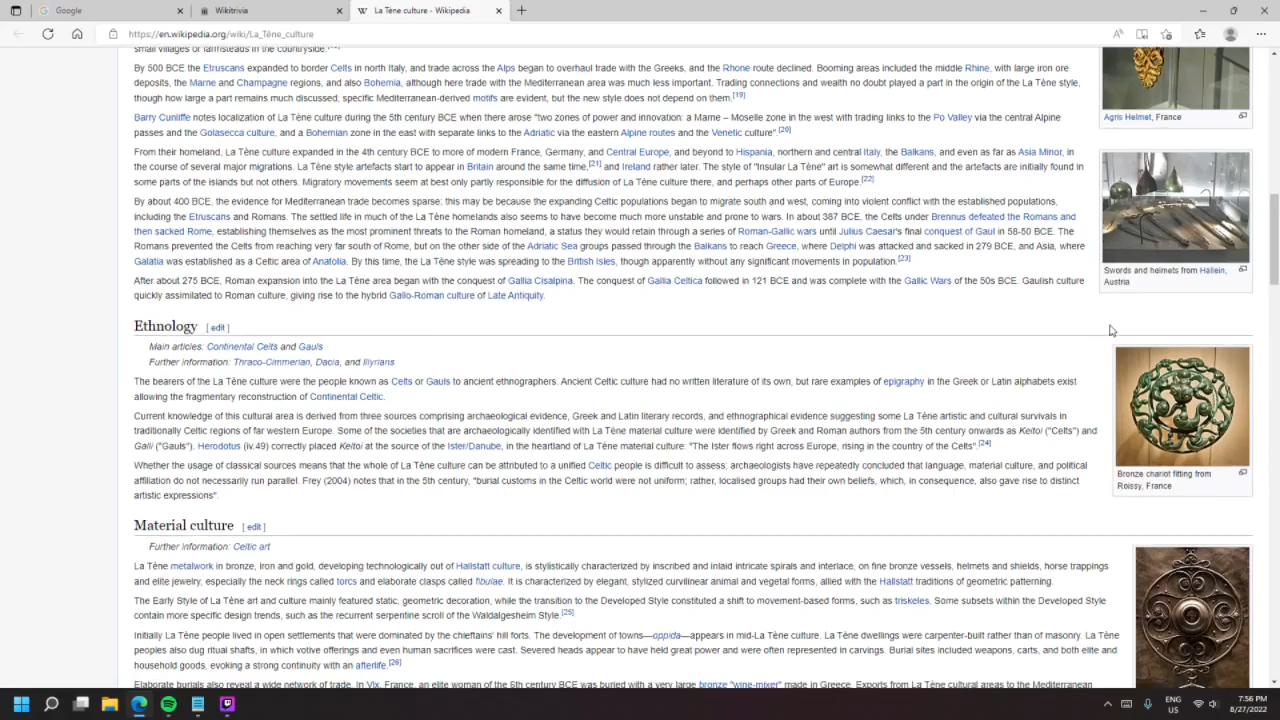 Google
Wikitrivia
La Tène culture - Wikipedia
https://en.wikipedia.org/wiki/La_Tène_culture
small villages or farmsteads in the countryside.
By 500 BCE the Etruscans expanded to border Celts in north Italy, and trade across the Alps began to overhaul trade with the Greeks, and the Rhone route declined. Booming areas included the middle Rhine, with large iron ore
deposits, the Marne and Champagne regions, and also Bohemia, although here trade with the Mediterranean area was much less important. Trading connections and wealth no doubt played a part in the origin of the La Tène style,
though how large a part remains much discussed, specific Mediterranean-derived motifs are evident, but the new style does not depend on them.[19]
Agris Helmet, France
Barry Cunliffe notes localization of La Tène culture during the 5th century BCE when there arose "two zones of power and innovation: a Marne – Moselle zone in the west with trading links to the Po Valley via the central Alpine
passes and the Golasecca culture, and a Bohemian zone in the east with separate links to the Adriatic via the eastern Alpine routes and the Venetic culture".[20]
From their homeland, La Tène culture expanded in the 4th century BCE to more of modern France, Germany, and Central Europe, and beyond to Hispania, northern and central Italy, the Balkans, and even as far as Asia Minor, in
the course of several major migrations. La Tène style artefacts start to appear in Britain around the same time,[21] and Ireland rather later. The style of "Insular La Tène" art is somewhat different and the artefacts are initially found in
some parts of the islands but not others. Migratory movements seem at best only partly responsible for the diffusion of La Tène culture there, and perhaps other parts of Europe.[22]
By about 400 BCE, the evidence for Mediterranean trade becomes sparse; this may be because the expanding Celtic populations began to migrate south and west, coming into violent conflict with the established populations,
including the Etruscans and Romans. The settled life in much of the La Tène homelands also seems to have become much more unstable and prone to wars. In about 387 BCE, the Celts under Brennus defeated the Romans and
then sacked Rome, establishing themselves as the most prominent threats to the Roman homeland, a status they would retain through a series of Roman-Gallic wars until Julius Caesar's final conquest of Gaul in 58-50 BCE. The
Romans prevented the Celts from reaching very far south of Rome, but on the other side of the Adriatic Sea groups passed through the Balkans to reach Greece, where Delphi was attacked and sacked in 279 BCE, and Asia, where
Galatia was established as a Celtic area of Anatolia. By this time, the La Tène style was spreading to the British Isles, though apparently without any significant movements in population.[23]
Swords and helmets from Hallein,
Austria
After about 275 BCE, Roman expansion into the La Tène area began with the conquest of Gallia Cisalpina. The conquest of Gallia Celtica followed in 121 BCE and was complete with the Gallic Wars of the 50s BCE. Gaulish culture
quickly assimilated to Roman culture, giving rise to the hybrid Gallo-Roman culture of Late Antiquity.
Ethnology [ edit ]
Main articles: Continental Celts and Gauls
Further information: Thraco-Cimmerian, Dacia, and Illyrians
The bearers of the La Tène culture were the people known as Celts or Gauls to ancient ethnographers. Ancient Celtic culture had no written literature of its own, but rare examples of epigraphy in the Greek or Latin alphabets exist
allowing the fragmentary reconstruction of Continental Celtic.
Current knowledge of this cultural area is derived from three sources comprising archaeological evidence, Greek and Latin literary records, and ethnographical evidence suggesting some La Tène artistic and cultural survivals in
traditionally Celtic regions of far western Europe. Some of the societies that are archaeologically identified with La Tène material culture were identified by Greek and Roman authors from the 5th century onwards as Keltoi ("Celts") and
Galli ("Gauls"). Herodotus (iv.49) correctly placed Keltoi at the source of the Ister/Danube, in the heartland of La Tène material culture: "The Ister flows right across Europe, rising in the country of the Celts".[24]
Bronze chariot fitting from
Roissy, France
Whether the usage of classical sources means that the whole of La Tène culture can be attributed to a unified Celtic people is difficult to assess; archaeologists have repeatedly concluded that language, material culture, and political
affiliation do not necessarily run parallel. Frey (2004) notes that in the 5th century, "burial customs in the Celtic world were not uniform; rather, localised groups had their own beliefs, which, in consequence, also gave rise to distinct
artistic expressions".
Material culture [ edit ]
Further information: Celtic art
La Tène metalwork in bronze, iron and gold, developing technologically out of Hallstatt culture, is stylistically characterized by inscribed and inlaid intricate spirals and interlace, on fine bronze vessels, helmets and shields, horse trappings
and elite jewelry, especially the neck rings called torcs and elaborate clasps called fibulae. It is characterized by elegant, stylized curvilinear animal and vegetal forms, allied with the Hallstatt traditions of geometric patterning.
The Early Style of La Tène art and culture mainly featured static, geometric decoration, while the transition to the Developed Style constituted a shift to movement-based forms, such as triskeles. Some subsets within the Developed Style
contain more specific design trends, such as the recurrent serpentine scroll of the Waldalgesheim Style.[25]
Initially La Tène people lived in open settlements that were dominated by the chieftains' hill forts. The development of towns—oppida—appears in mid-La Tène culture. La Tène dwellings were carpenter-built rather than of masonry. La Tène
peoples also dug ritual shafts, in which votive offerings and even human sacrifices were cast. Severed heads appear to have held great power and were often represented in carvings. Burial sites included weapons, carts, and both elite and
household goods, evoking a strong continuity with an afterlife.[26]
Elaborate burials also reveal a wide network of trade. In Vix, France, an elite woman of the 6th century BCE was buried with a very large bronze "wine-mixer" made in Greece. Exports from La Tène cultural areas to the Mediterranean
ENG
US
7:56 PM
8/27/2022